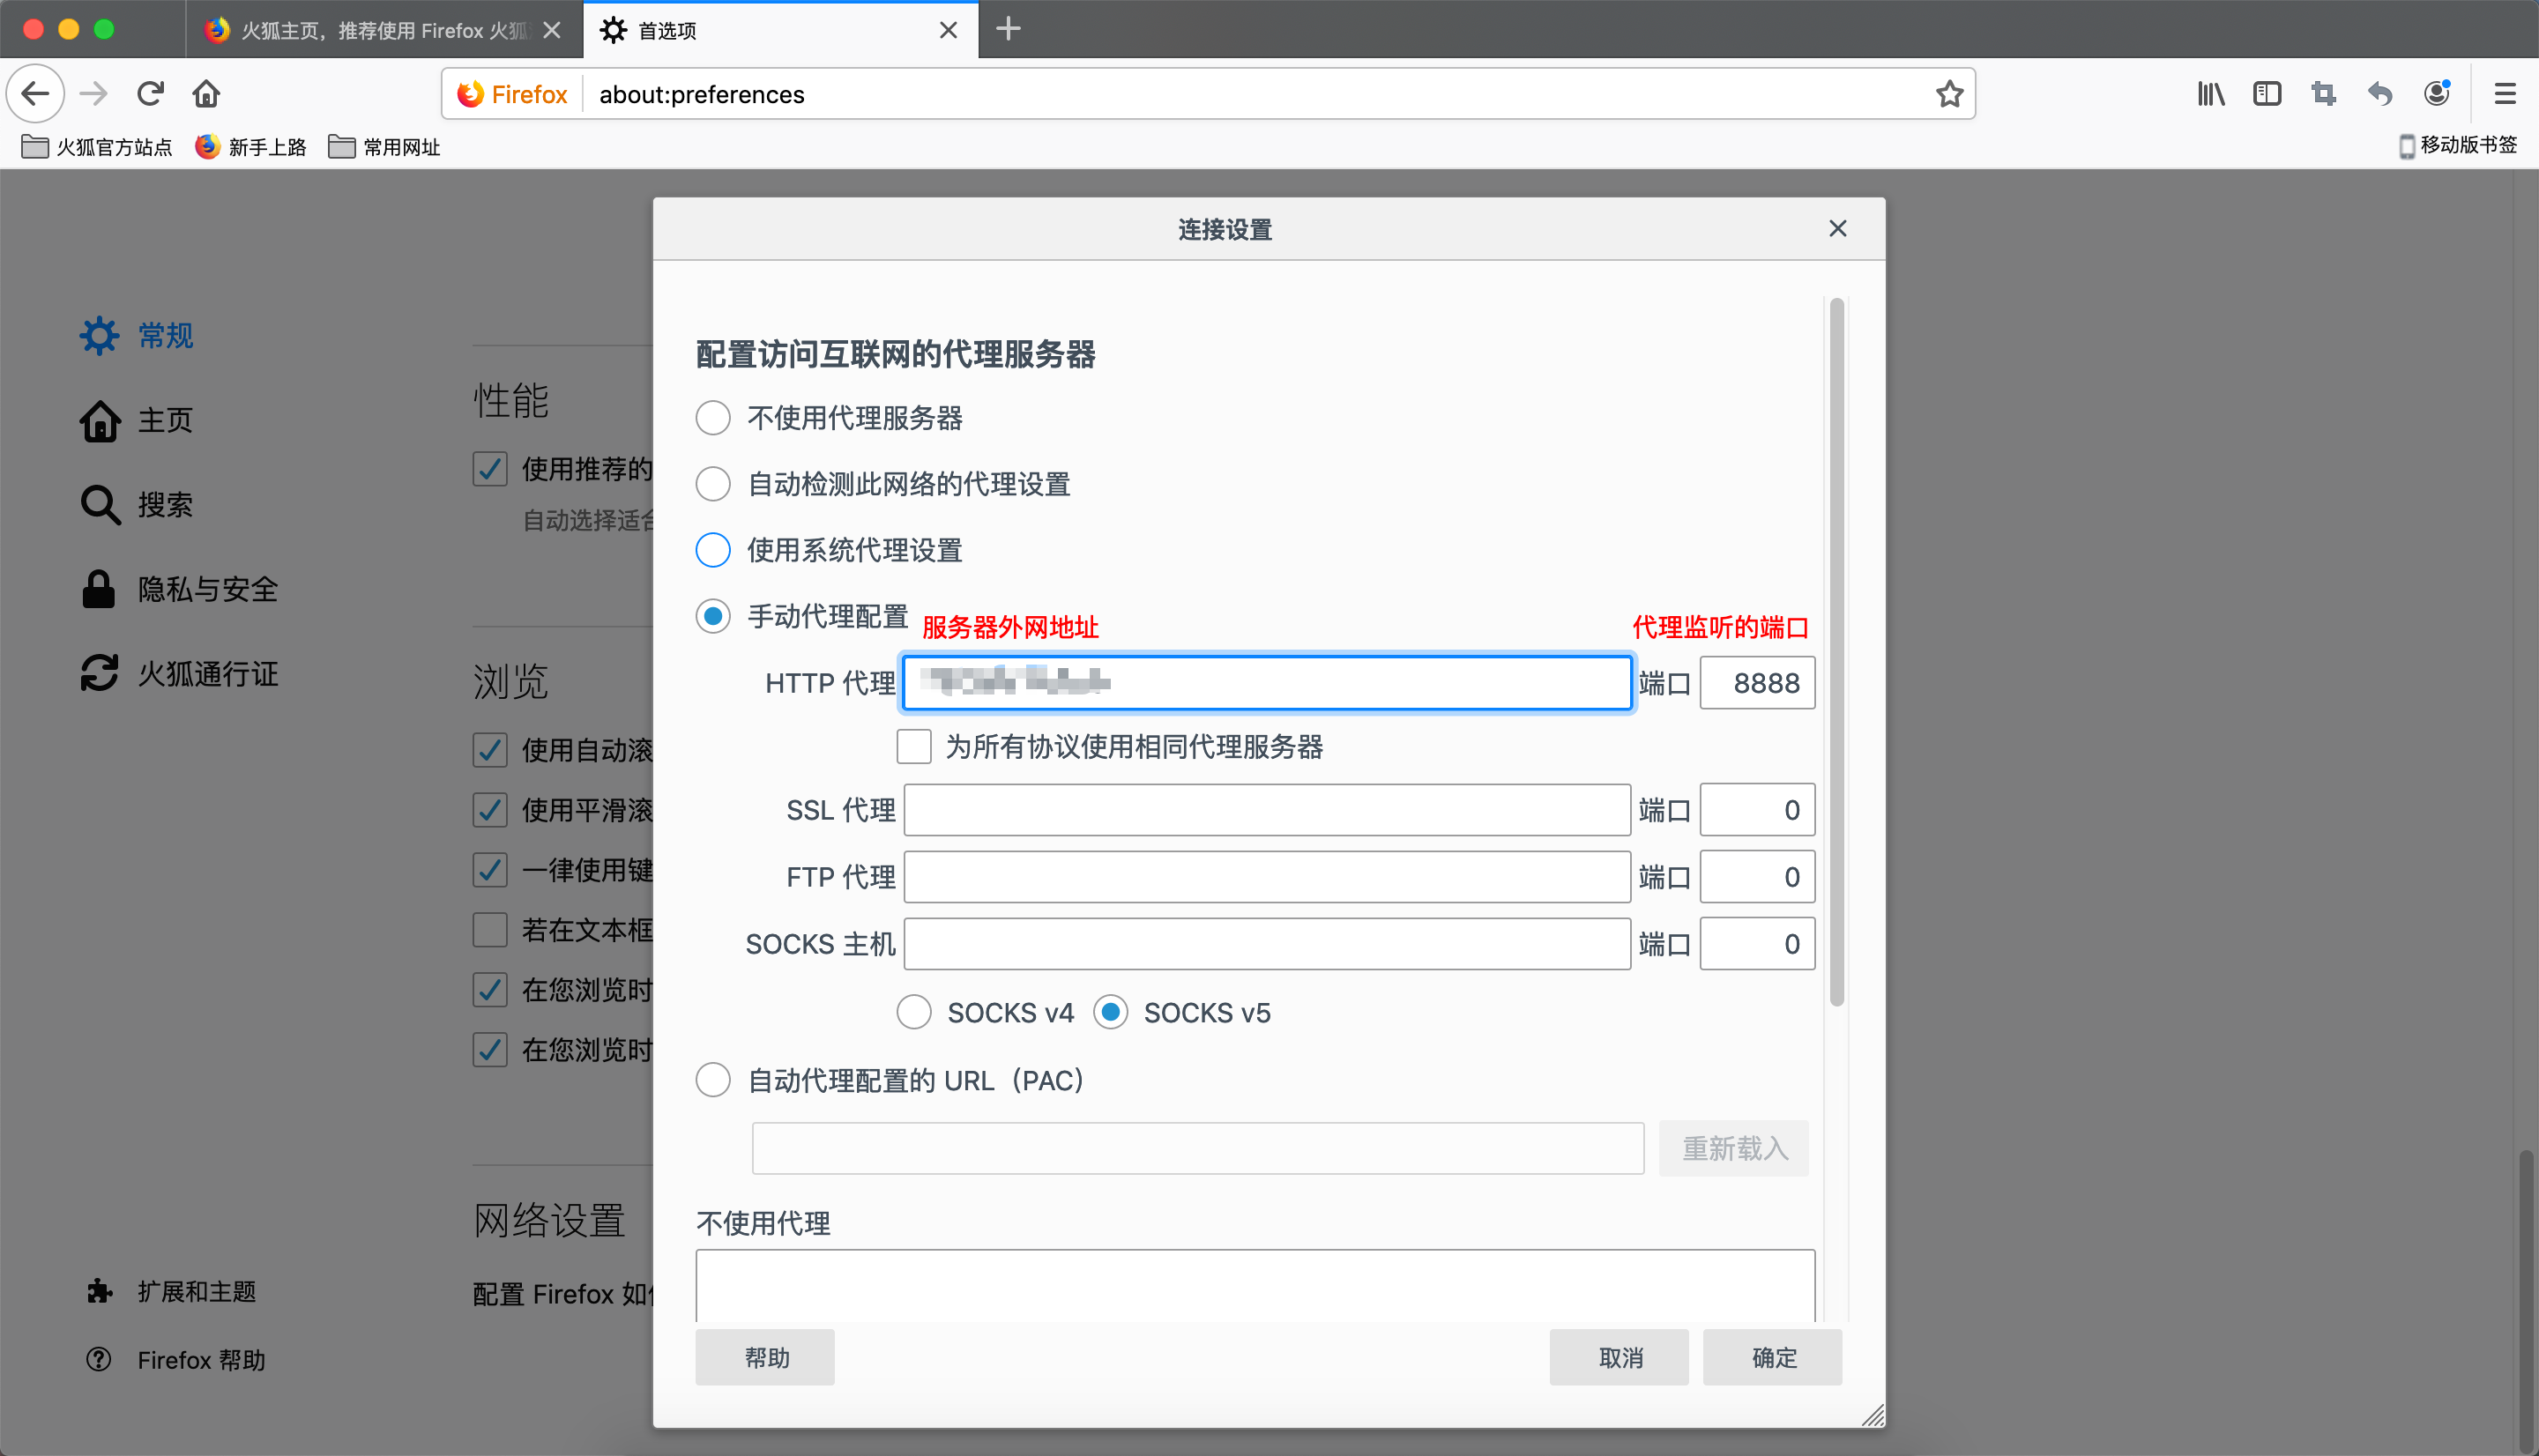 火狐主页，推荐使用 Firefox 火狐
首选项
Firefox
about:preferences
火狐官方站点
新手上路
常用网址
移动版书签
常规
主页
搜索
隐私与安全
火狐通行证
扩展和主题
Firefox 帮助
性能
使用推荐的
自动选择适合
浏览
使用自动滚
使用平滑滚
一律使用键
若在文本框
在您浏览时
在您浏览时
网络设置
配置 Firefox 如何
连接设置
配置访问互联网的代理服务器
不使用代理服务器
自动检测此网络的代理设置
使用系统代理设置
手动代理配置
服务器外网地址
代理监听的端口
HTTP 代理 端口 8888
为所有协议使用相同代理服务器
SSL 代理 端口 0
FTP 代理 端口 0
SOCKS 主机 端口 0
SOCKS v4 SOCKS v5
自动代理配置的 URL（PAC）
重新载入
不使用代理
帮助 取消 确定